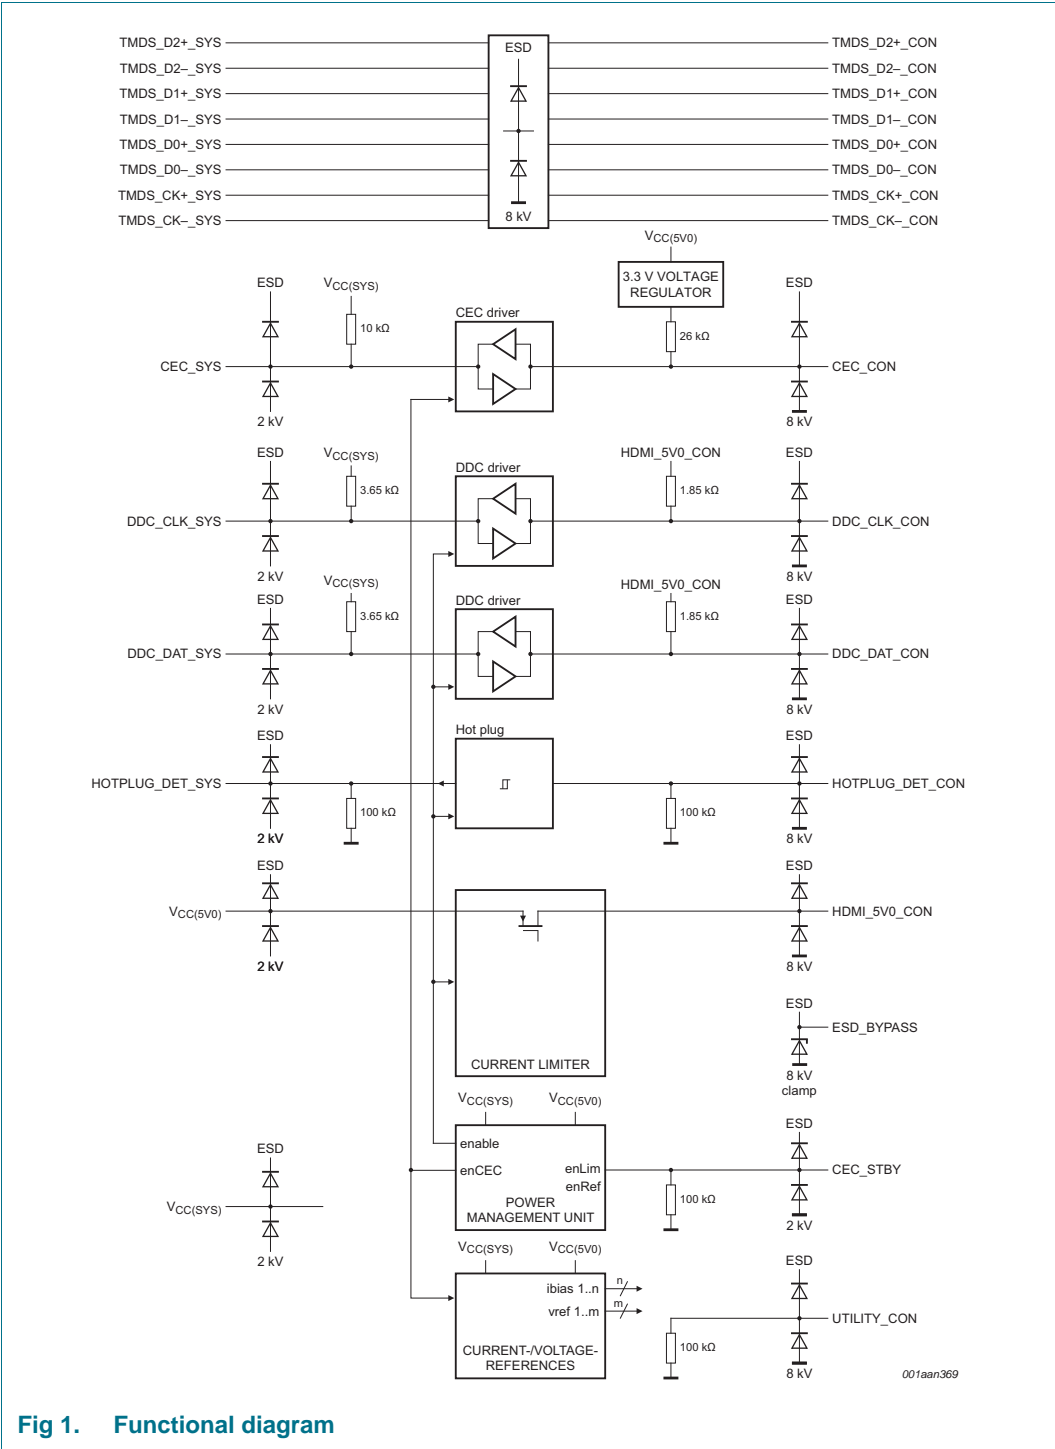 TMDS_D2+_SYS ESD TMDS_D2+_CON
TMDS_D2–_SYS TMDS_D2–_CON
TMDS_D1+_SYS TMDS_D1+_CON
TMDS_D1–_SYS TMDS_D1–_CON
TMDS_D0+_SYS TMDS_D0+_CON
TMDS_D0–_SYS TMDS_D0–_CON
TMDS_CK+_SYS TMDS_CK+_CON
TMDS_CK–_SYS 8 kV TMDS_CK–_CON
VCC(5V0)
ESD VCC(SYS) 3.3 V VOLTAGE ESD
REGULATOR
CEC driver
10 kΩ 26 kΩ
CEC_SYS CEC_CON
2 kV 8 kV
ESD VCC(SYS) HDMI_5V0_CON ESD
DDC driver
3.65 kΩ 1.85 kΩ
DDC_CLK_SYS DDC_CLK_CON
2 kV 8 kV
VCC(SYS) HDMI_5V0_CON
ESD DDC driver ESD
3.65 kΩ 1.85 kΩ
DDC_DAT_SYS DDC_DAT_CON
2 kV 8 kV
ESD Hot plug ESD
HOTPLUG_DET_SYS HOTPLUG_DET_CON
100 kΩ 100 kΩ
2 kV 8 kV
ESD ESD
VCC(5V0) HDMI_5V0_CON
2 kV 8 kV
ESD
ESD_BYPASS
CURRENT LIMITER 8 kV
clamp
VCC(SYS) VCC(5V0)
ESD
ESD enable
enCEC enLim CEC_STBY
enRef
100 kΩ
VCC(SYS) POWER
MANAGEMENT UNIT 2 kV
2 kV VCC(SYS) VCC(5V0) ESD
ibias 1..n n
vref 1..m m UTILITY_CON
CURRENT-/VOLTAGE- 100 kΩ
REFERENCES 8 kV
001aan369
Fig 1. Functional diagram